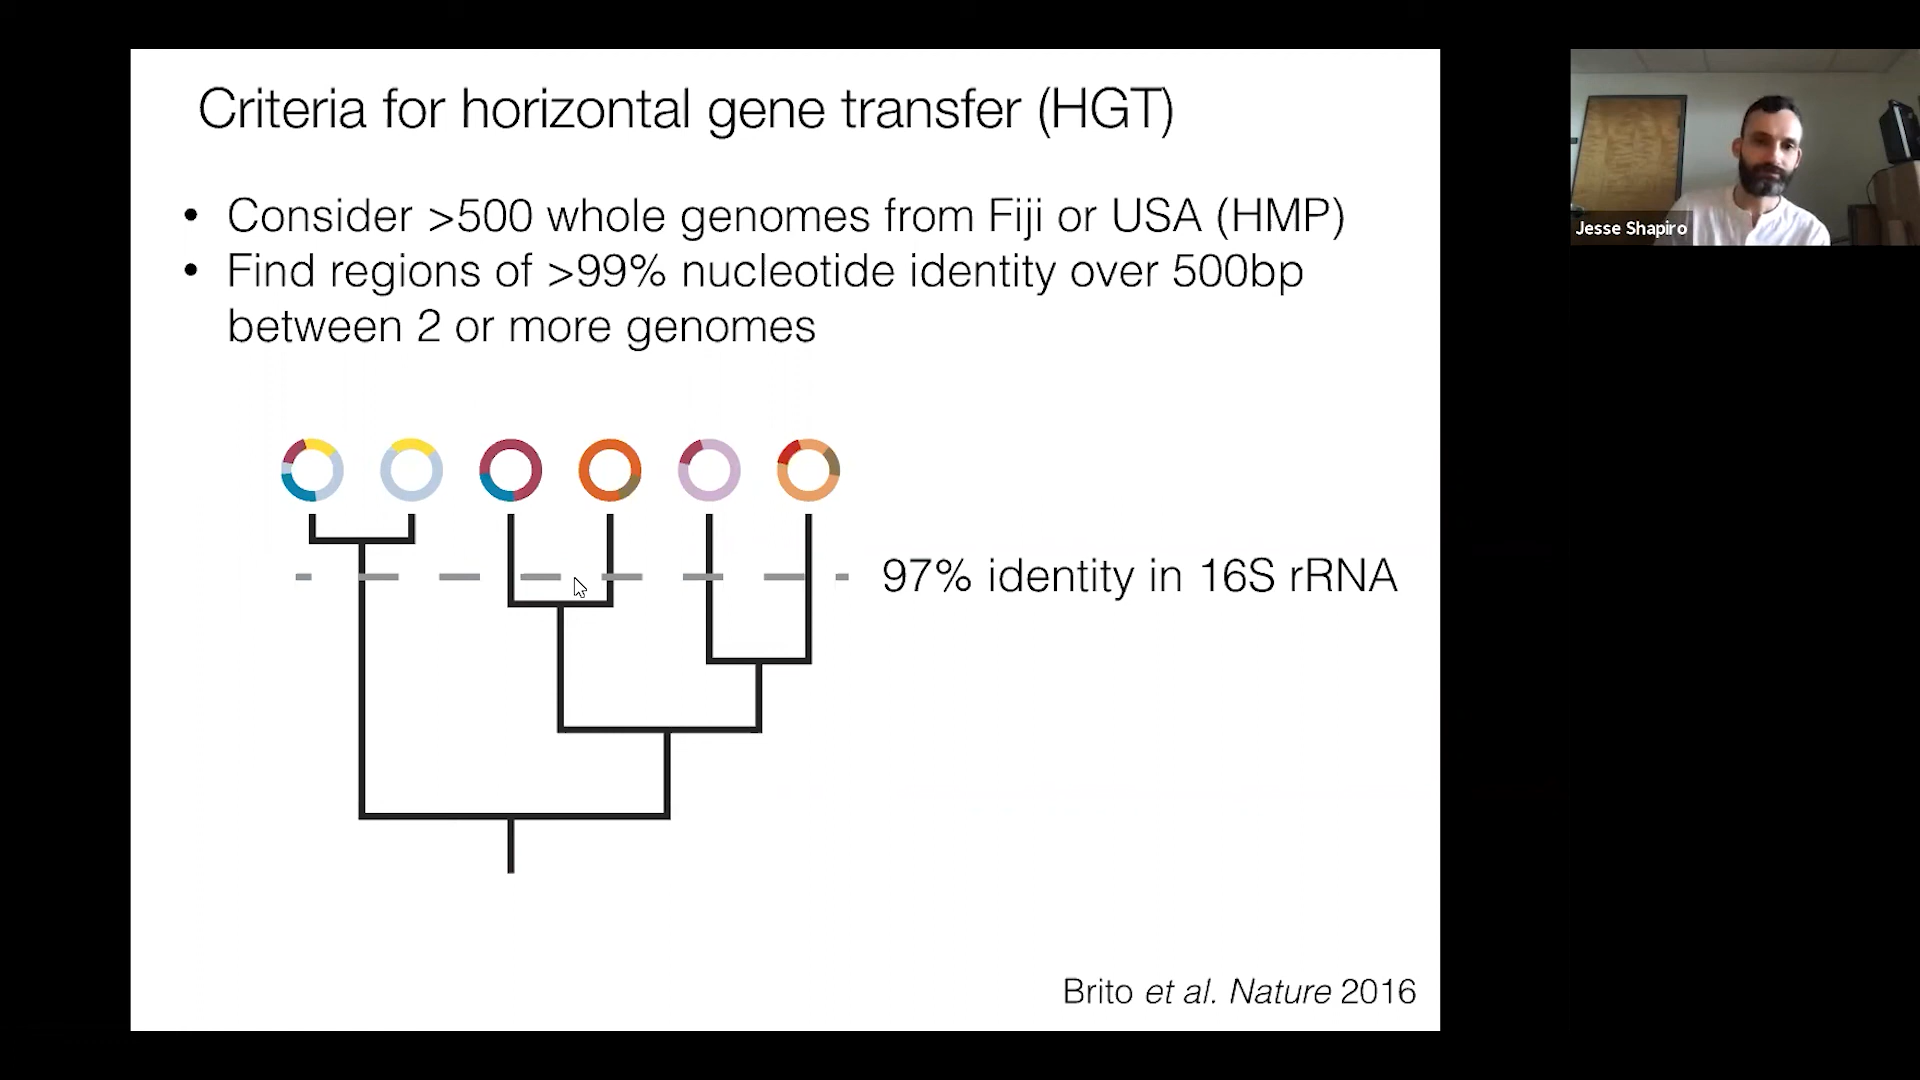 Criteria for horizontal gene transfer (HGT)
• Consider >500 whole genomes from Fiji or USA (HMP)
• Find regions of >99% nucleotide identity over 500bp
between 2 or more genomes
97% identity in 16S rRNA
Brito et al. Nature 2016
Jesse Shapiro